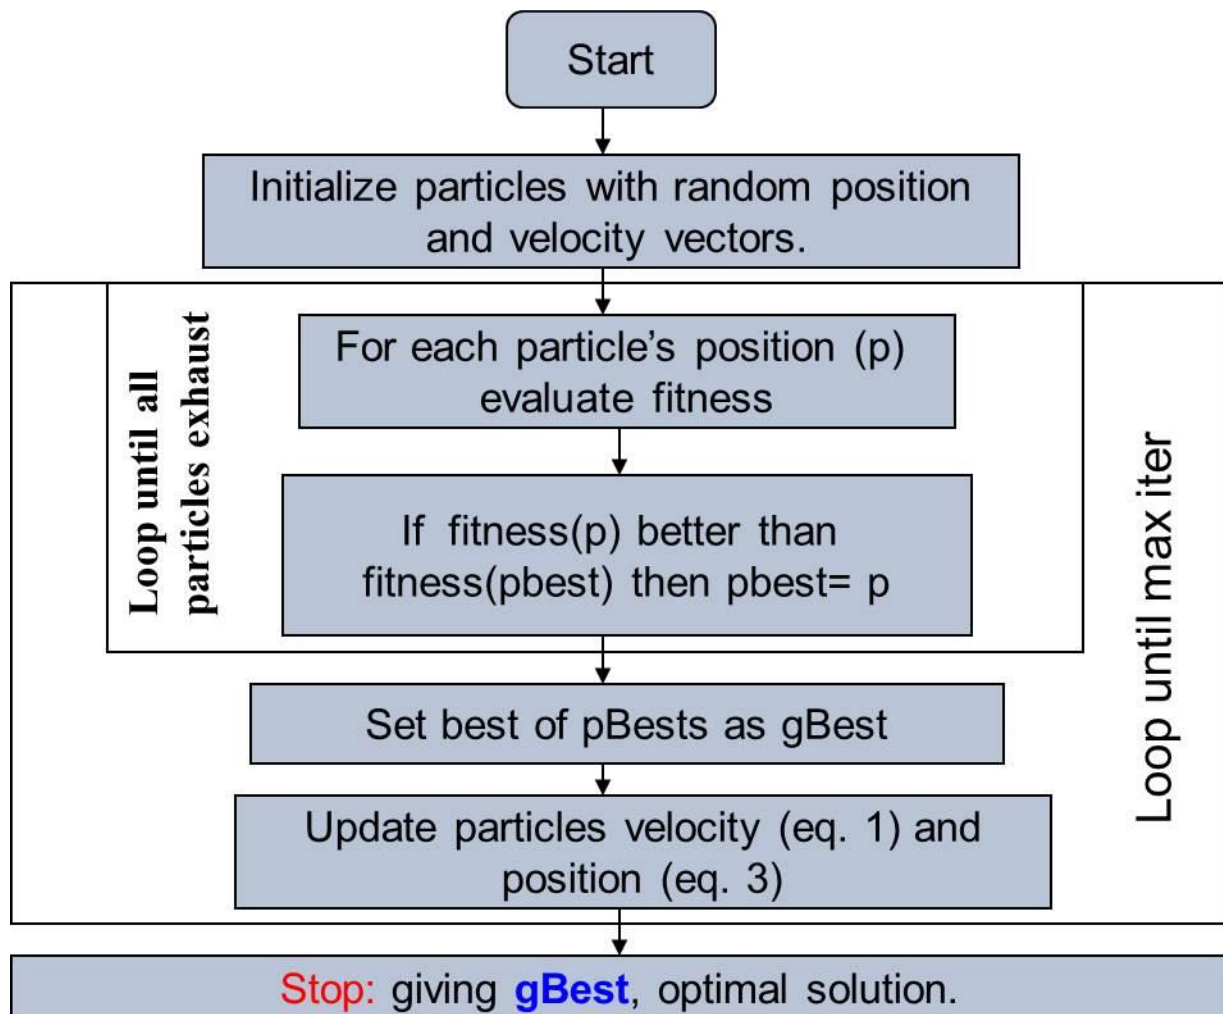 Start
Initialize particles with random position
and velocity vectors.
Loop until all
particles exhaust
For each particle's position (p)
evaluate fitness
If fitness(p) better than
fitness(pbest) then pbest= p
Loop until max iter
Set best of pBests as gBest
Update particles velocity (eq. 1) and
position (eq. 3)
Stop: giving gBest, optimal solution.